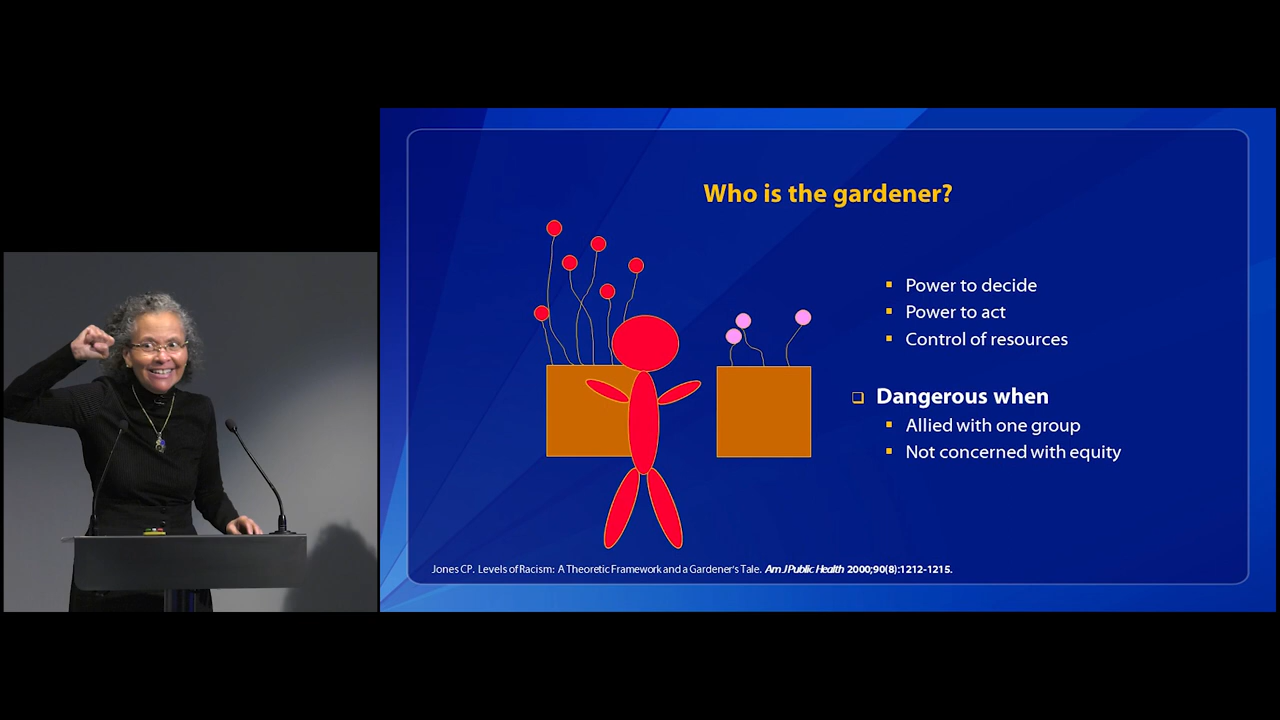 Who is the gardener?
Power to decide
Power to act
Control of resources
Dangerous when
Allied with one group
Not concerned with equity
Jones CP. Levels of Racism: A Theoretic Framework and a Gardener's Tale. Am J Public Health 2000;90(8):1212-1215.